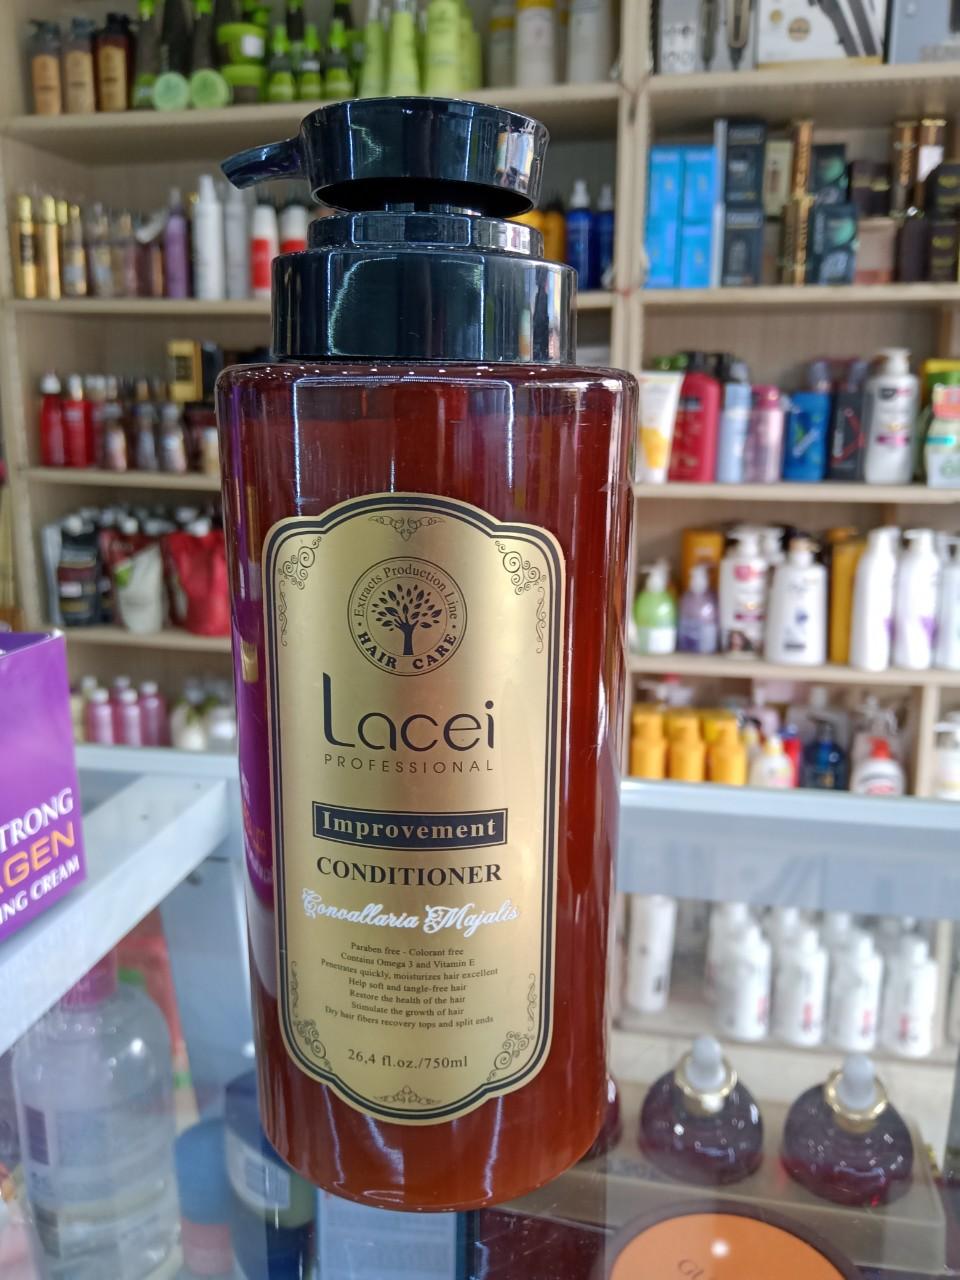 Extracts Production Line
HAIR CARE
Lacei
PROFESSIONAL
Improvement
CONDITIONER
Convallaria Majalis
Paraben free - Colorant free
Contains Omega 3 and Vitamin E
Penetrates quickly, moisturizes hair excellent
Help soft and tangle-free hair
Restore the health of the hair
Stimulate the growth of hair
Dry hair fibers recovery tops and split ends
26,4 fl.oz./750ml
TRONG
AGEN
ING CREAM